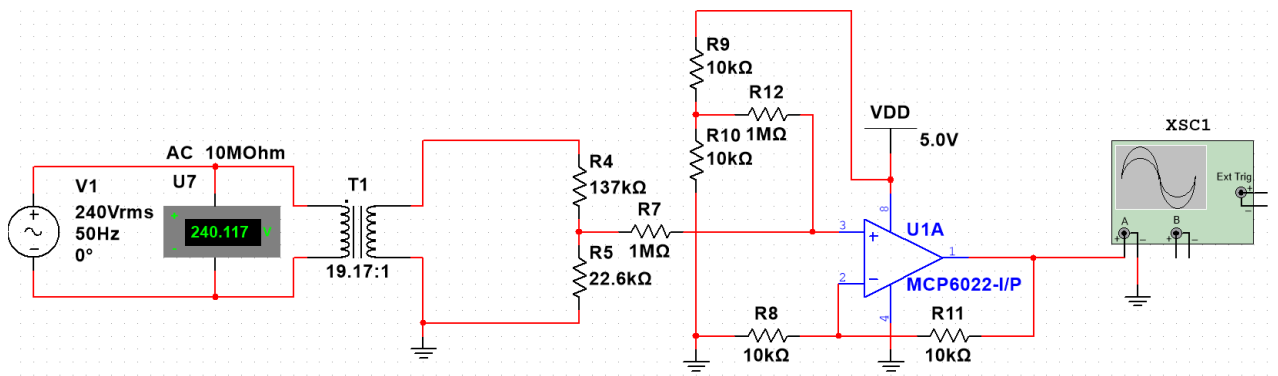 AC 10MOhm
U7
V1
240Vrms
50Hz
0°
+
240.117 V
-
T1
19.17:1
R4
137kΩ
R7
1MΩ
R5
22.6kΩ
R9
10kΩ
R12
1MΩ
R10
10kΩ
VDD
5.0V
8
3
U1A
1
2
MCP6022-I/P
4
R8
10kΩ
R11
10kΩ
XSC1
Ext Trig
+
_
A
B
+
_
+
_